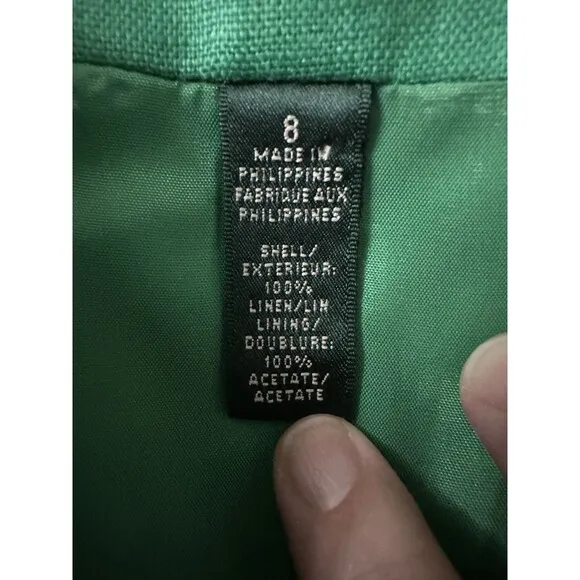 8
MADE IN
PHILIPPINES
FABRIQUE AUX
PHILIPPINES
SHELL/
EXTERIEUR:
100%
LINEN/LIN
LINING/
DOUBLURE:
100%
ACETATE/
ACETATE